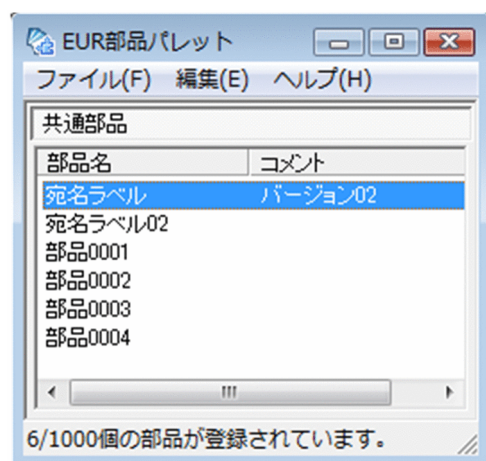 EUR部品パレット
ファイル(F) 編集(E) ヘルプ(H)
共通部品
部品名 コメント
宛名ラベル バージョン02
宛名ラベル02
部品0001
部品0002
部品0003
部品0004
6/1000個の部品が登録されています。